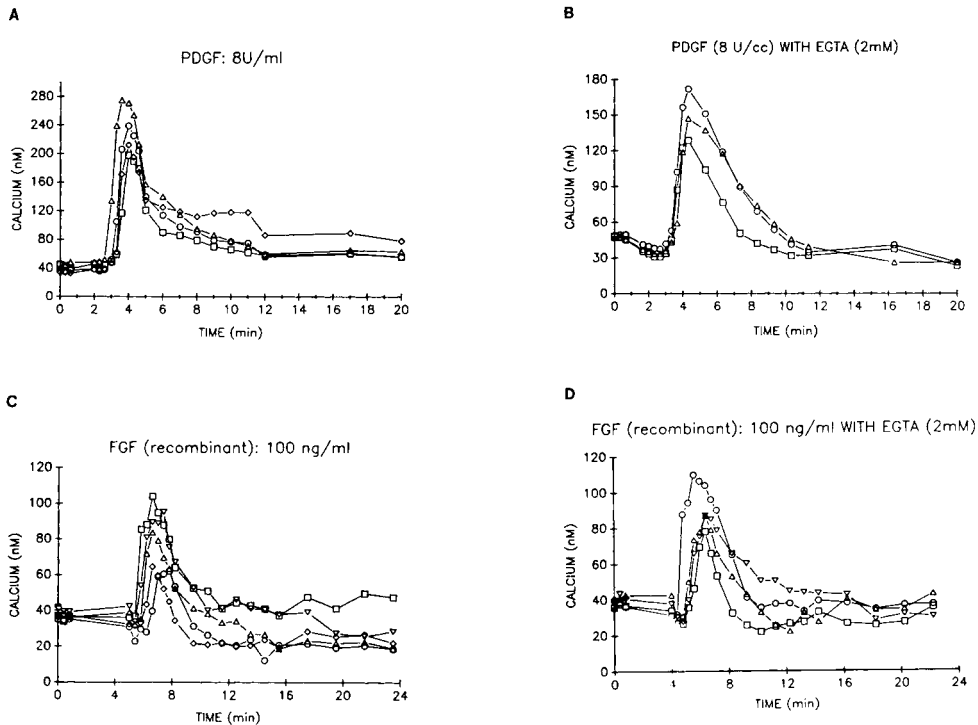 A
PDGF: 8U/ml
CALCIUM (nM)
280
240
200
160
120
80
40
0
0 2 4 6 8 10 12 14 16 18 20
TIME (min)
B
PDGF (8 U/cc) WITH EGTA (2mM)
CALCIUM (nM)
180
150
120
90
60
30
0
0 2 4 6 8 10 12 14 16 18 20
TIME (min)
C
FGF (recombinant): 100 ng/ml
CALCIUM (nM)
120
100
80
60
40
20
0
0 4 8 12 16 20 24
TIME (min)
D
FGF (recombinant): 100 ng/ml WITH EGTA (2mM)
CALCIUM (nM)
120
100
80
60
40
20
0
0 4 8 12 16 20 24
TIME (min)